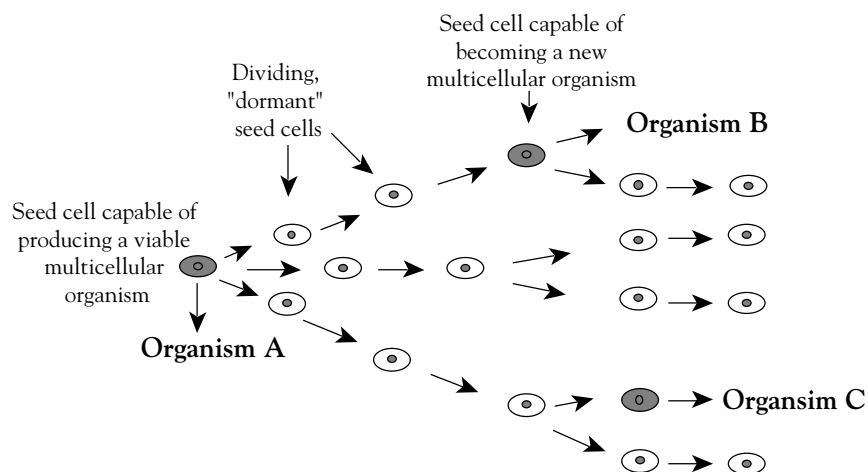 Seed cell capable of
becoming a new
multicellular organism
Dividing,
"dormant"
seed cells
Organism B
Seed cell capable of
producing a viable
multicellular
organism
Organism A
Organsim C